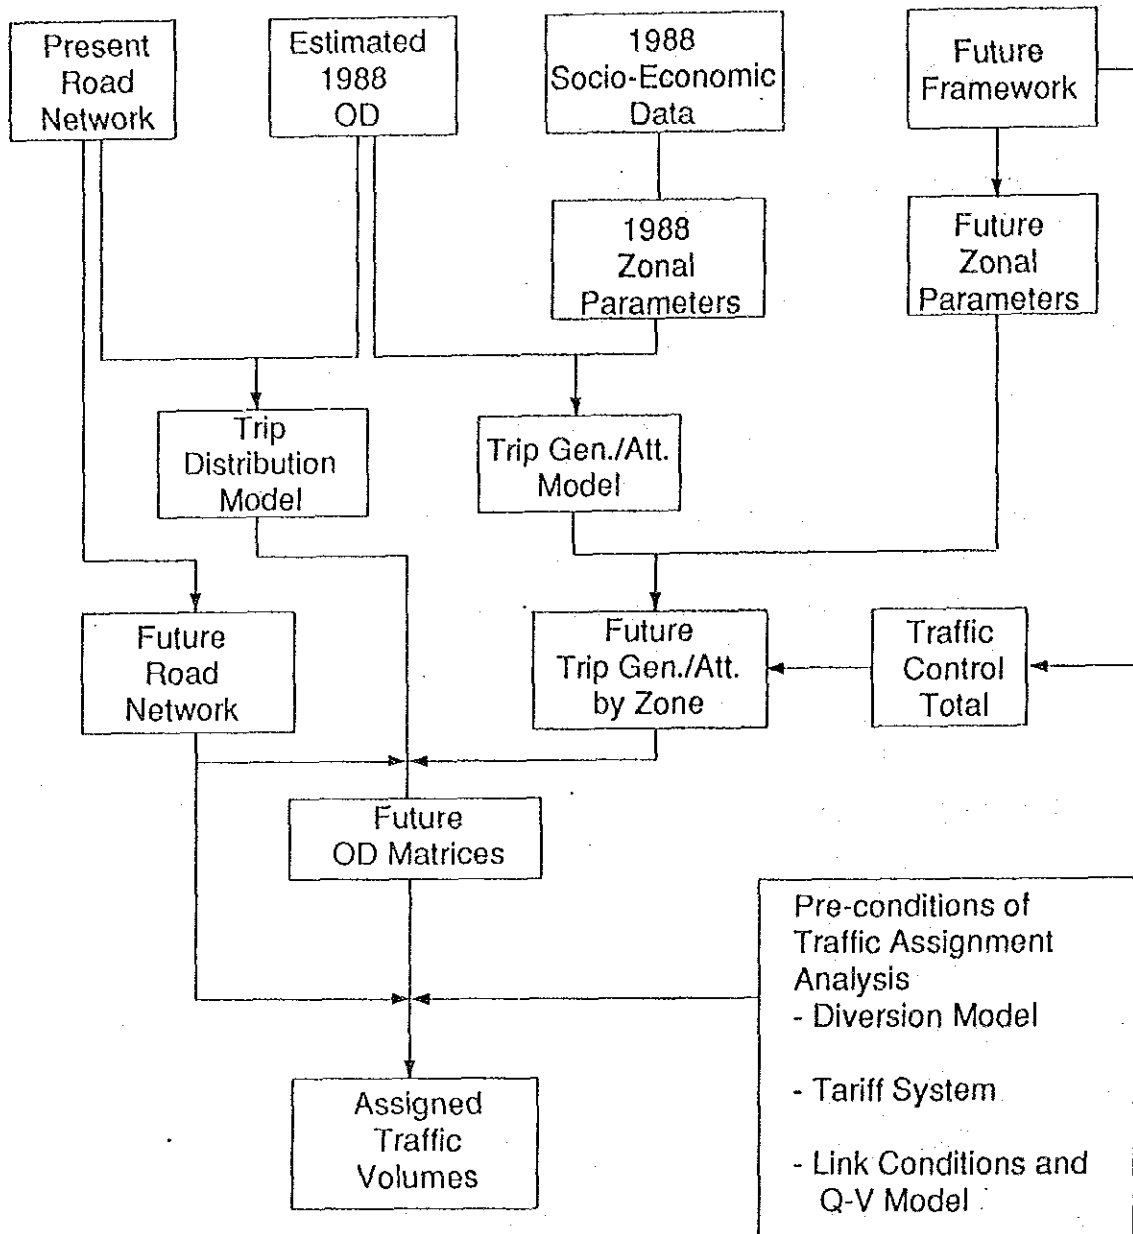 Present
Road
Network
Estimated
1988
OD
1988
Socio-Economic
Data
Future
Framework
1988
Zonal
Parameters
Future
Zonal
Parameters
Trip
Distribution
Model
Trip Gen./Att.
Model
Future
Road
Network
Future
Trip Gen./Att.
by Zone
Traffic
Control
Total
Future
OD Matrices
Pre-conditions of
Traffic Assignment
Analysis
- Diversion Model
- Tariff System
- Link Conditions and
Q-V Model
Assigned
Traffic
Volumes